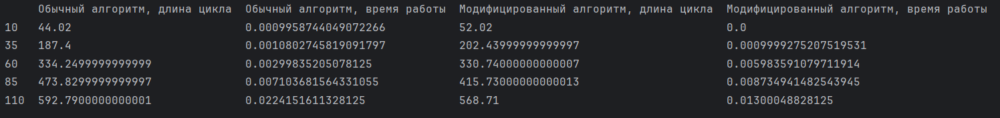 Обычный алгоритм, длина цикла Обычный алгоритм, время работы Модифицированный алгоритм, длина цикла Модифицированный алгоритм, время работы
10 44.02 0.0009958744049072266 52.02 0.0
35 187.4 0.0010802745819091797 202.43999999999997 0.0009999275207519531
60 334.2499999999999 0.00299835205078125 330.74000000000007 0.005983591079711914
85 473.8299999999997 0.007103681564331055 415.73000000000013 0.008734941482543945
110 592.7900000000001 0.0224151611328125 568.71 0.01300048828125